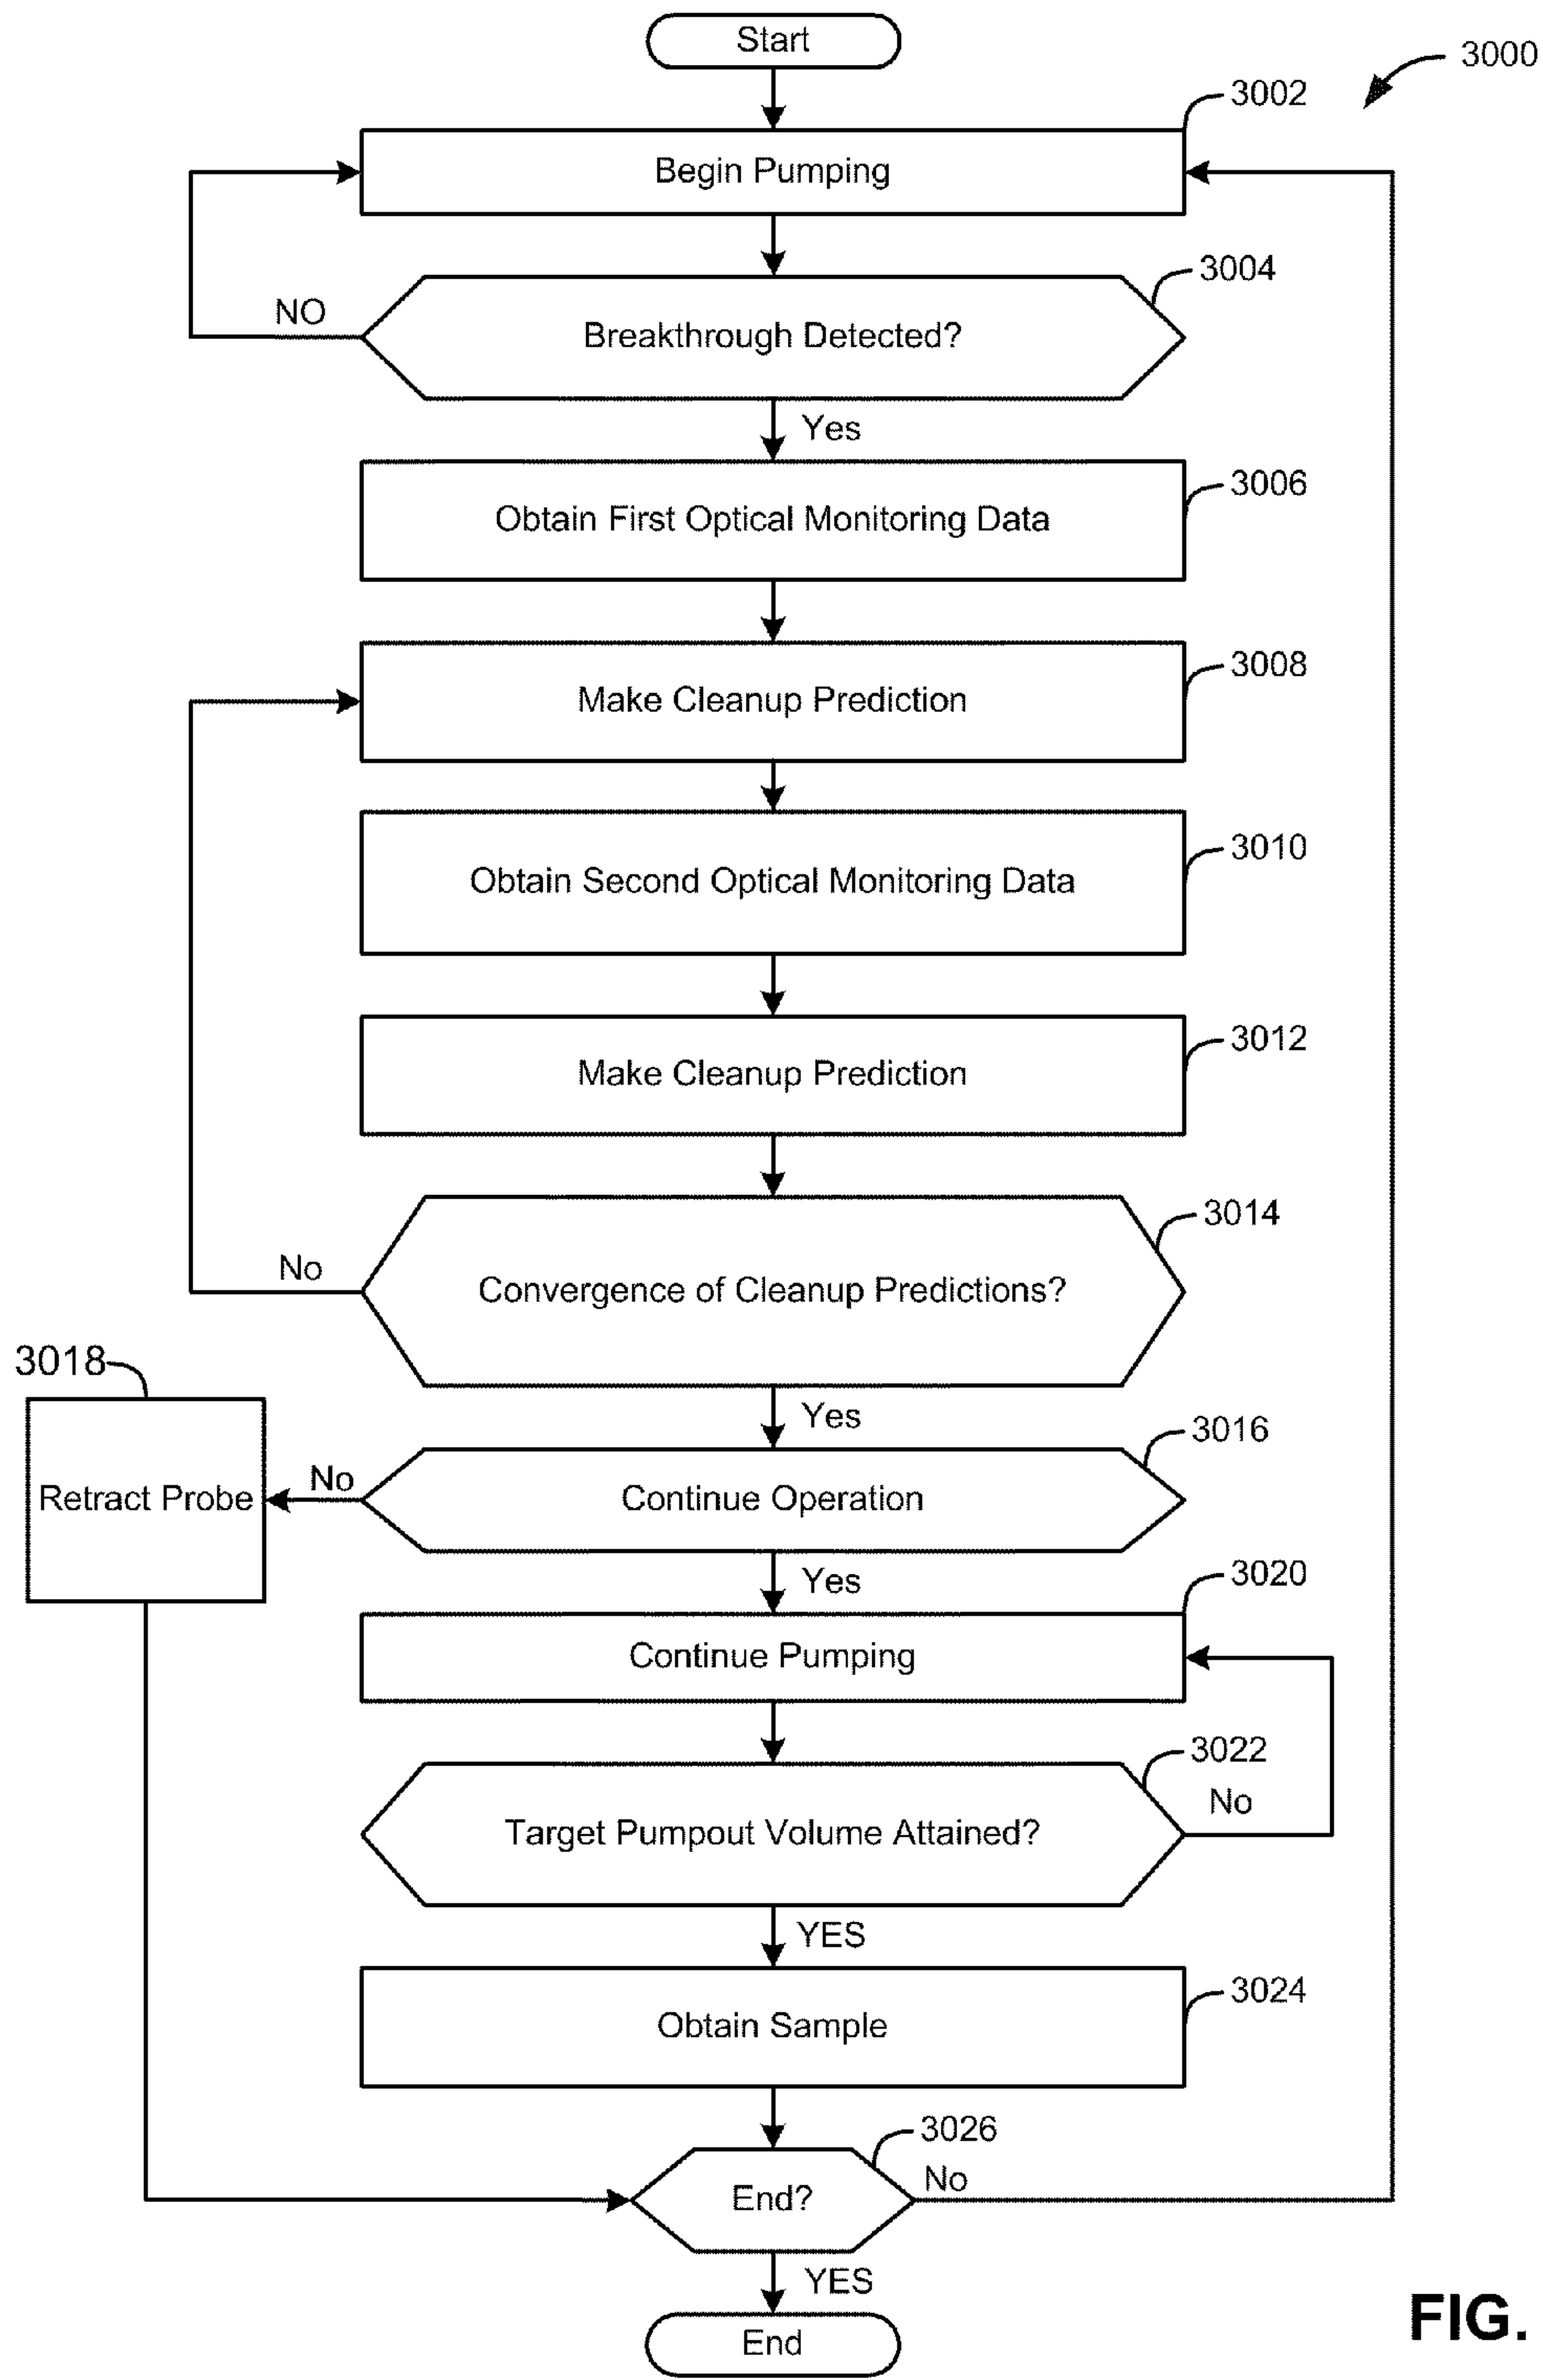 Start
3000
3002
Begin Pumping
3004
NO
Breakthrough Detected?
Yes
3006
Obtain First Optical Monitoring Data
3008
Make Cleanup Prediction
3010
Obtain Second Optical Monitoring Data
3012
Make Cleanup Prediction
3014
No
Convergence of Cleanup Predictions?
3018
Yes
3016
Retract Probe
No
Continue Operation
Yes
3020
Continue Pumping
3022
No
Target Pumpout Volume Attained?
YES
3024
Obtain Sample
3026
No
End?
YES
End
FIG.